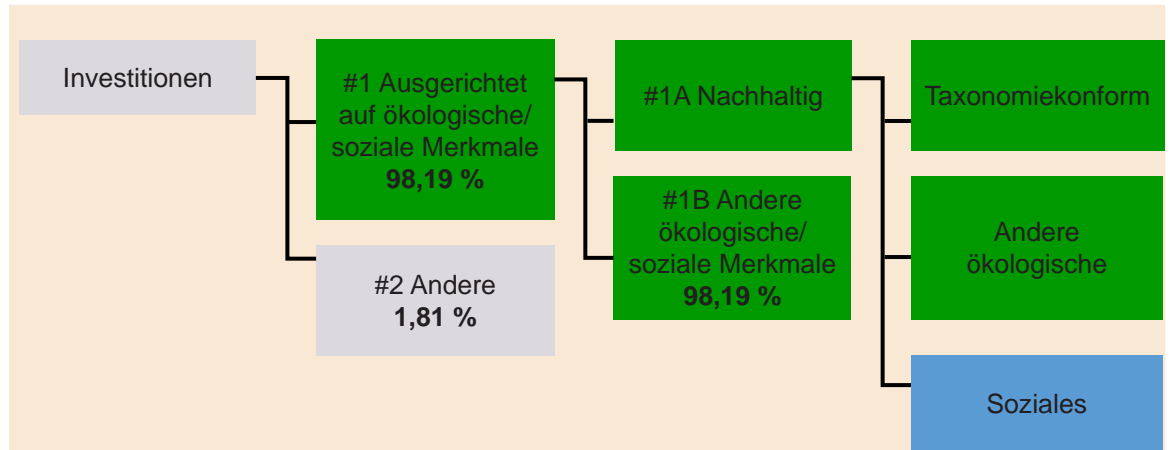 Investitionen
#1 Ausgerichtet
auf ökologische/
soziale Merkmale
98,19 %
#2 Andere
1,81 %
#1A Nachhaltig
#1B Andere
ökologische/
soziale Merkmale
98,19 %
Taxonomiekonform
Andere
ökologische
Soziales